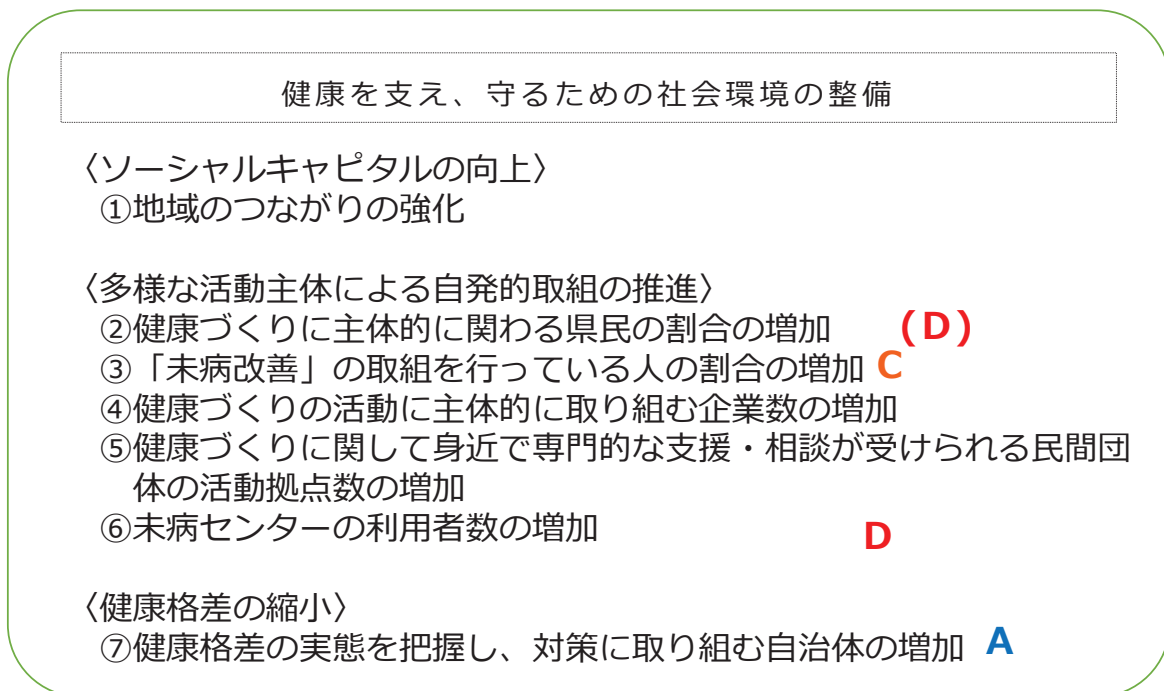 健康を支え、守るための社会環境の整備
〈ソーシャルキャピタルの向上〉
①地域のつながりの強化
〈多様な活動主体による自発的取組の推進〉
②健康づくりに主体的に関わる県民の割合の増加 (D)
③「未病改善」の取組を行っている人の割合の増加 C
④健康づくりの活動に主体的に取り組む企業数の増加
⑤健康づくりに関して身近で専門的な支援・相談が受けられる民間団
体の活動拠点数の増加
⑥未病センターの利用者数の増加 D
〈健康格差の縮小〉
⑦健康格差の実態を把握し、対策に取り組む自治体の増加 A